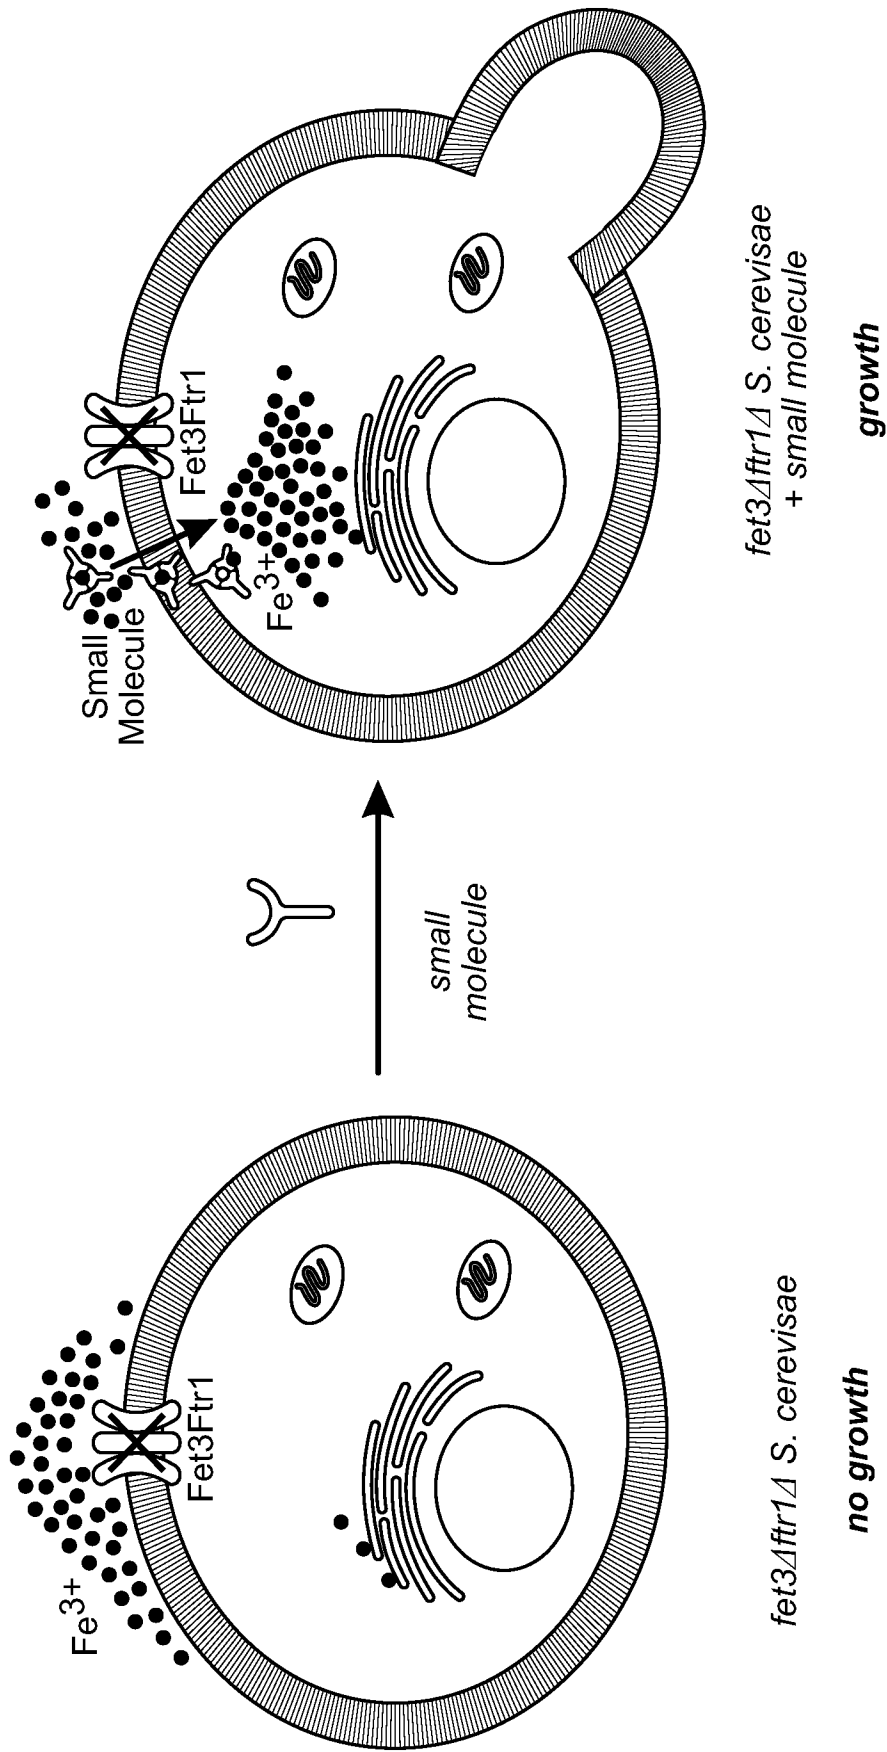 Fe3+
Fet3Ftr1
fet3Δftr1Δ S. cerevisae
no growth
small
molecule
Small
Molecule
Fet3Ftr1
Fe3+
fet3Δftr1Δ S. cerevisae
+ small molecule
growth